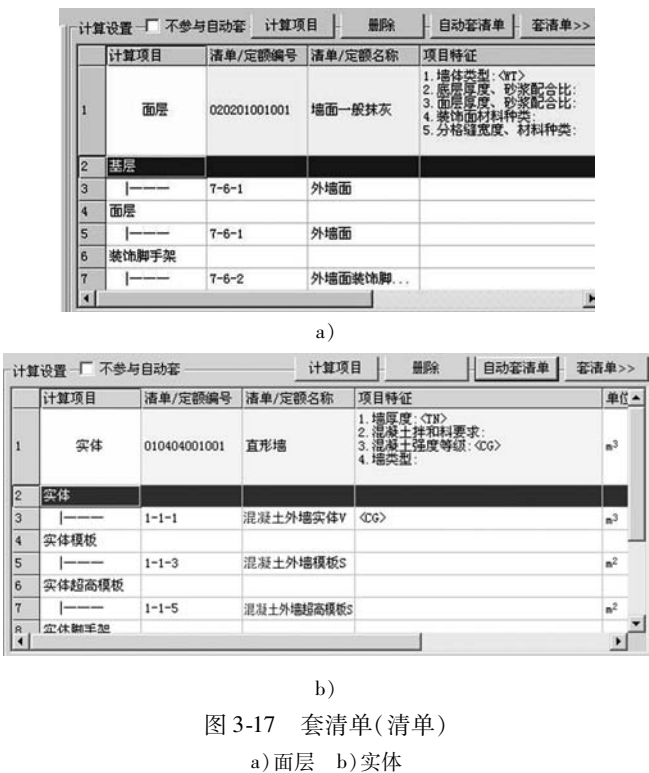 计算设置 不参与自动套 计算项目 删除 自动套清单 套清单>>
计算项目 清单/定额编号 清单/定额名称 项目特征
1 面层 020201001001 墙面一般抹灰
1.墙体类型:<WT>
2.底层厚度、砂浆配合比:
3.面层厚度、砂浆配合比:
4.装饰面材料种类:
5.分格缝宽度、材料种类:
2 基层
3 |——— 7-6-1 外墙面
4 面层
5 |——— 7-6-1 外墙面
6 装饰脚手架
7 |——— 7-6-2 外墙面装饰脚...
a)
计算设置 不参与自动套 计算项目 删除 自动套清单 套清单>>
计算项目 清单/定额编号 清单/定额名称 项目特征 单位
1 实体 010404001001 直形墙 m³
1.墙厚度:<TN>
2.混凝土拌和料要求:
3.混凝土强度等级:<CG>
4.墙类型:
2 实体
3 |——— 1-1-1 混凝土外墙实体V <CG> m³
4 实体模板
5 |——— 1-1-3 混凝土外墙模板S m²
6 实体超高模板
7 |——— 1-1-5 混凝土外墙超高模板S m²
8 实体脚手架
b)
图 3-17 套清单(清单)
a)面层 b)实体